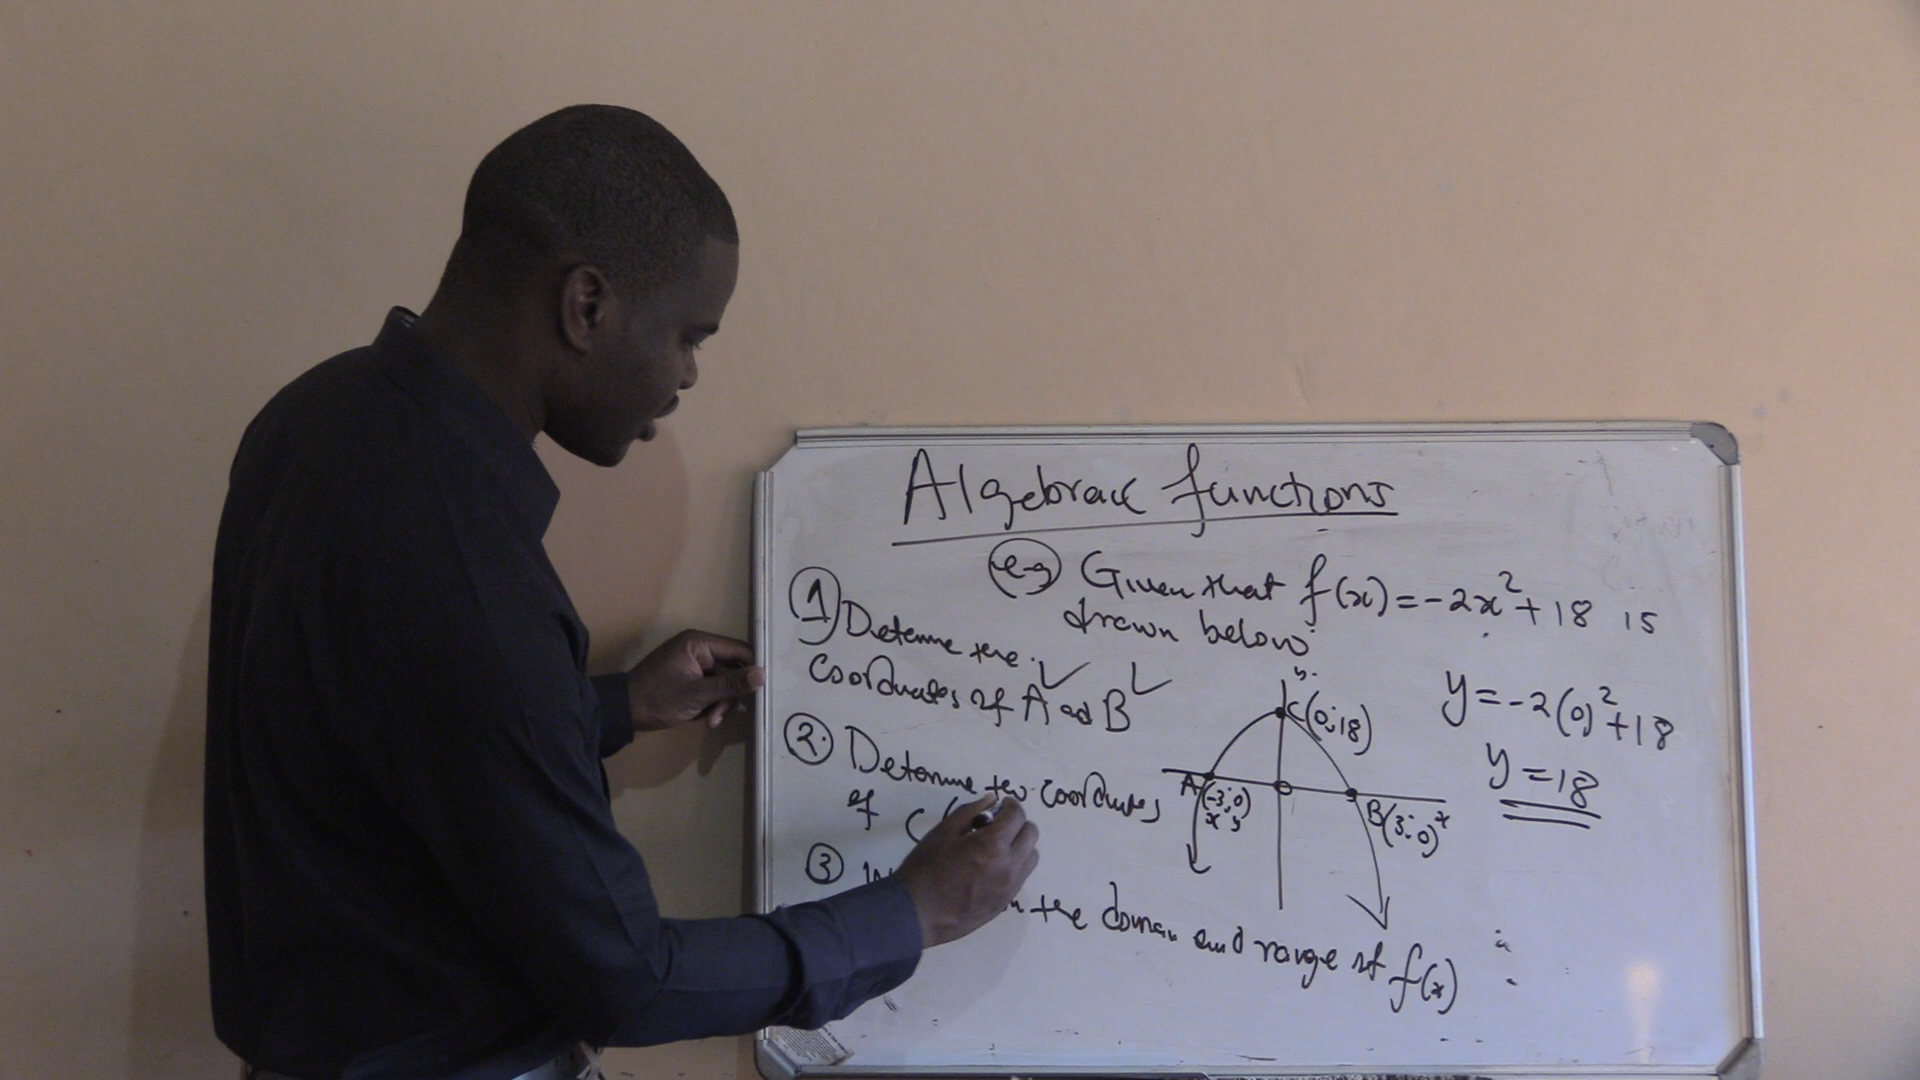 Algebraic functions
e.g Given that f(x) = -2x² + 18 is
drawn below
1 Determine the
coordinates of A and B
2. Determine the coordinates
of C(
3
the domain and range of f(x)
y
C(0;18)
A(-3;0)
x y
B(3;0) x
y = -2(0)² + 18
y = 18